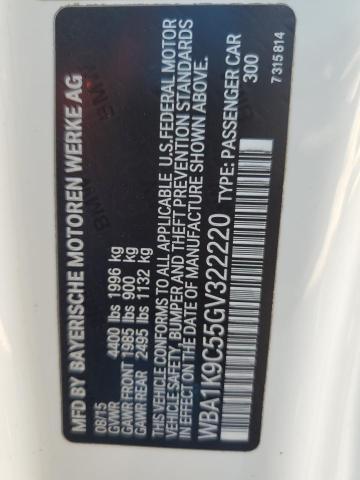 MFD BY BAYERISCHE MOTOREN WERKE AG
08/15
GVWR 4400 lbs 1996 kg
GAWR FRONT 1985 lbs 900 kg
GAWR REAR 2495 lbs 1132 kg
THIS VEHICLE CONFORMS TO ALL APPLICABLE U.S. FEDERAL MOTOR
VEHICLE SAFETY, BUMPER AND THEFT PREVENTION STANDARDS
IN EFFECT ON THE DATE OF MANUFACTURE SHOWN ABOVE.
WBA1K9C55GV322220 TYPE: PASSENGER CAR
300
7 315 814